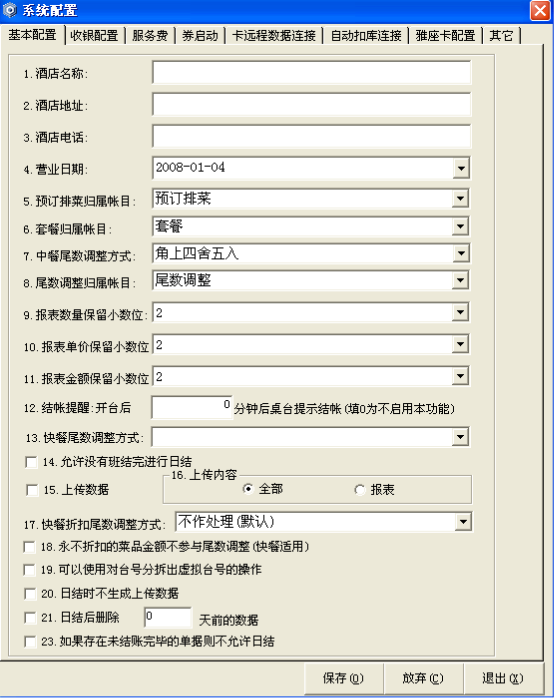 系统配置
基本配置 收银配置 服务费 券启动 卡远程数据连接 自动扣库连接 雅座卡配置 其它
1.酒店名称:
2.酒店地址:
3.酒店电话:
4.营业日期: 2008-01-04
5.预订排菜归属帐目: 预订排菜
6.套餐归属帐目: 套餐
7.中餐尾数调整方式: 角上四舍五入
8.尾数调整归属帐目: 尾数调整
9.报表数量保留小数位: 2
10.报表单价保留小数位 2
11.报表金额保留小数位 2
12.结帐提醒:开台后 0 分钟后桌台提示结帐(填0为不启用本功能)
13.快餐尾数调整方式:
14.允许没有班结完进行日结
16.上传内容
15.上传数据 全部 报表
17.快餐折扣尾数调整方式: 不作处理(默认)
18.永不折扣的菜品金额不参与尾数调整(快餐适用)
19.可以使用对台号分拆出虚拟台号的操作
20.日结时不生成上传数据
21.日结后删除 0 天前的数据
23.如果存在未结账完毕的单据则不允许日结
保存(O) 放弃(C) 退出(X)